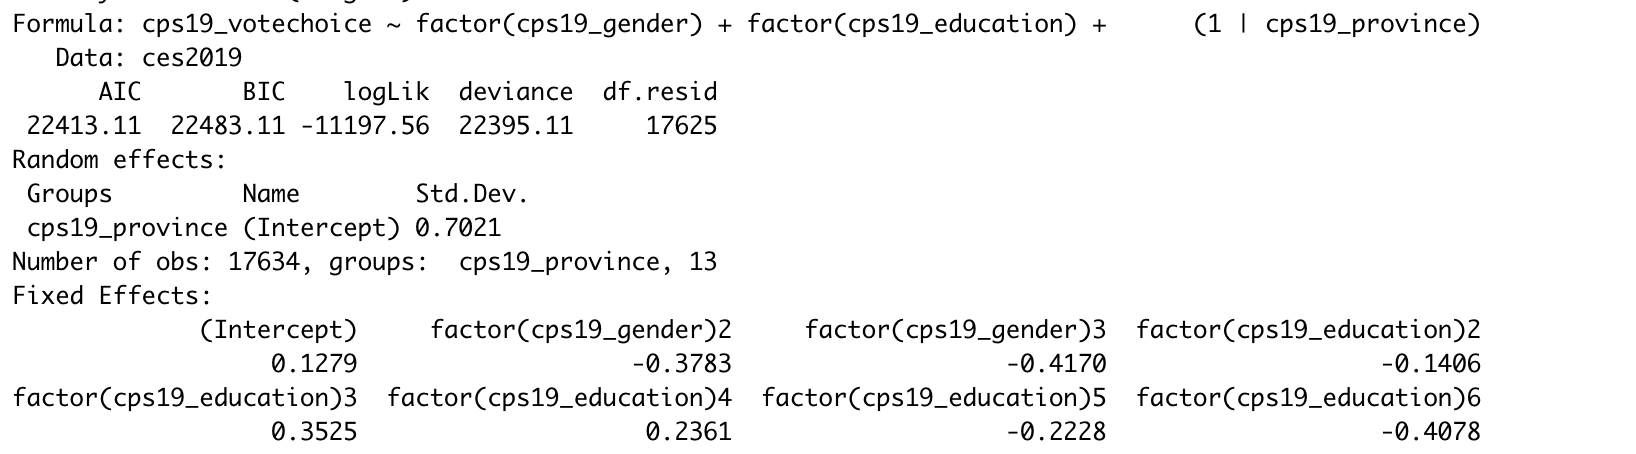 Formula: cps19_votechoice ~ factor(cps19_gender) + factor(cps19_education) +      (1 | cps19_province)
   Data: ces2019
      AIC       BIC    logLik  deviance  df.resid
 22413.11  22483.11 -11197.56  22395.11     17625
Random effects:
 Groups         Name        Std.Dev.
 cps19_province (Intercept) 0.7021
Number of obs: 17634, groups:  cps19_province, 13
Fixed Effects:
             (Intercept)     factor(cps19_gender)2     factor(cps19_gender)3  factor(cps19_education)2
                  0.1279                   -0.3783                   -0.4170                   -0.1406
factor(cps19_education)3  factor(cps19_education)4  factor(cps19_education)5  factor(cps19_education)6
                  0.3525                    0.2361                   -0.2228                   -0.4078